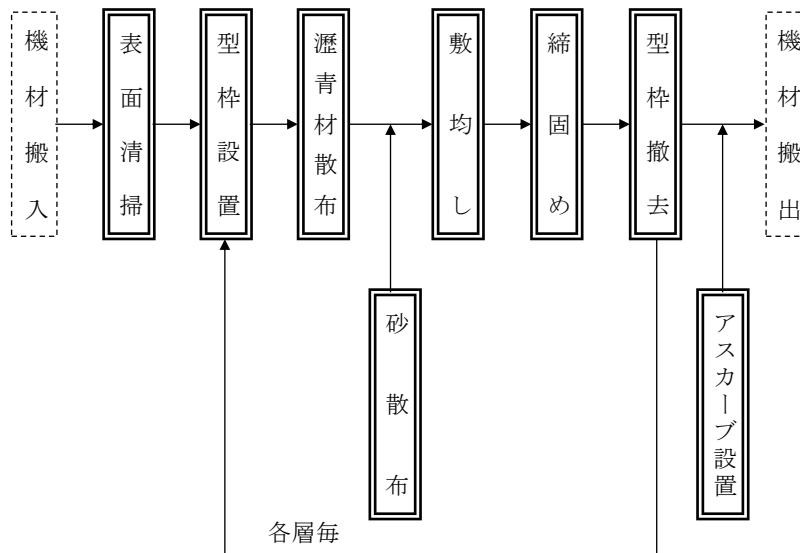 機材搬入
表面清掃
型枠設置
瀝青材散布
敷均し
締固め
型枠撤去
機材搬出
砂散布
アスカーブ設置
各層毎